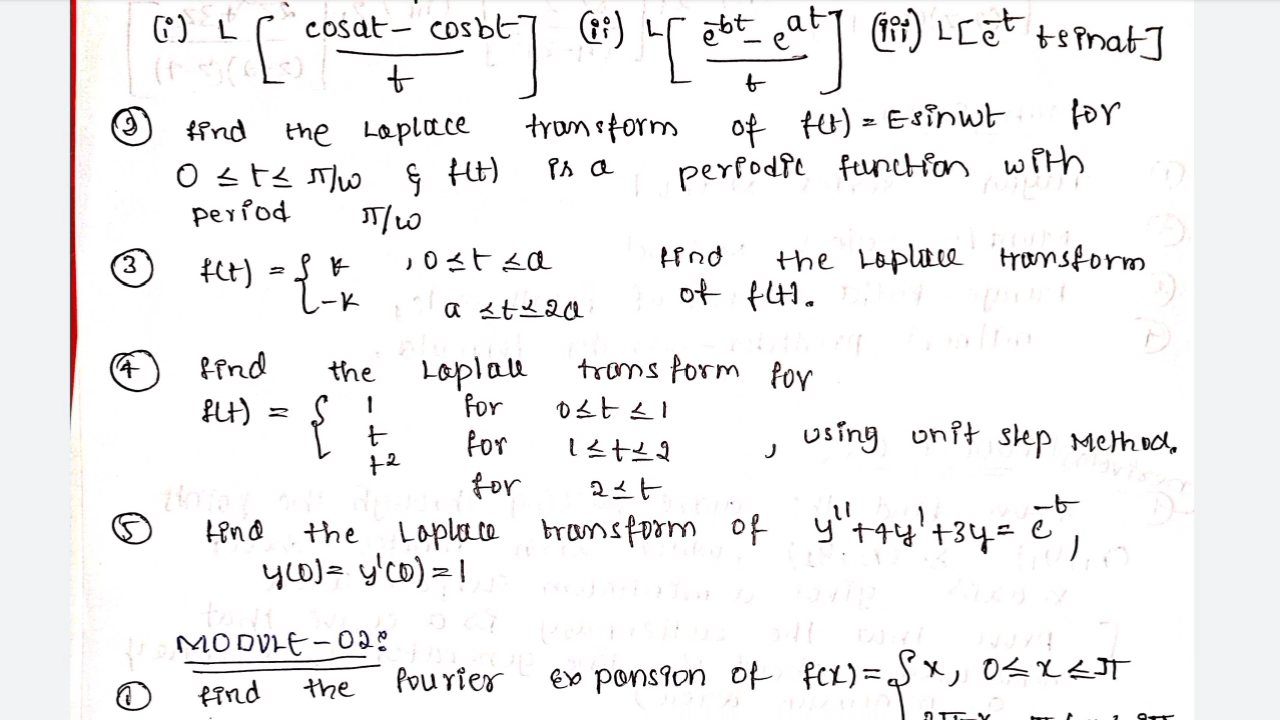 (i) L [ cosat - cosbt / t ] (ii) L [ e^-bt - e^at / t ] (iii) L[e^-t tsinat]
② find the Laplace transform of f(t) = Esinwt for
0 ≤ t ≤ π/ω & f(t) is a periodic function with
period π/ω
③ f(t) = { k , 0 ≤ t ≤ a find the Laplace transform
-k a ≤ t ≤ 2a of f(t).
④ find the Laplace transform for
f(t) = { 1 for 0 ≤ t ≤ 1
t for 1 ≤ t ≤ 2 , using unit step Method.
t² for 2 ≤ t
⑤ find the Laplace transform of y'' + 4y' + 3y = e^-t,
y(0) = y'(0) = 1
MODULE - 02:
① find the fourier expansion of f(x) = { x, 0 ≤ x ≤ π